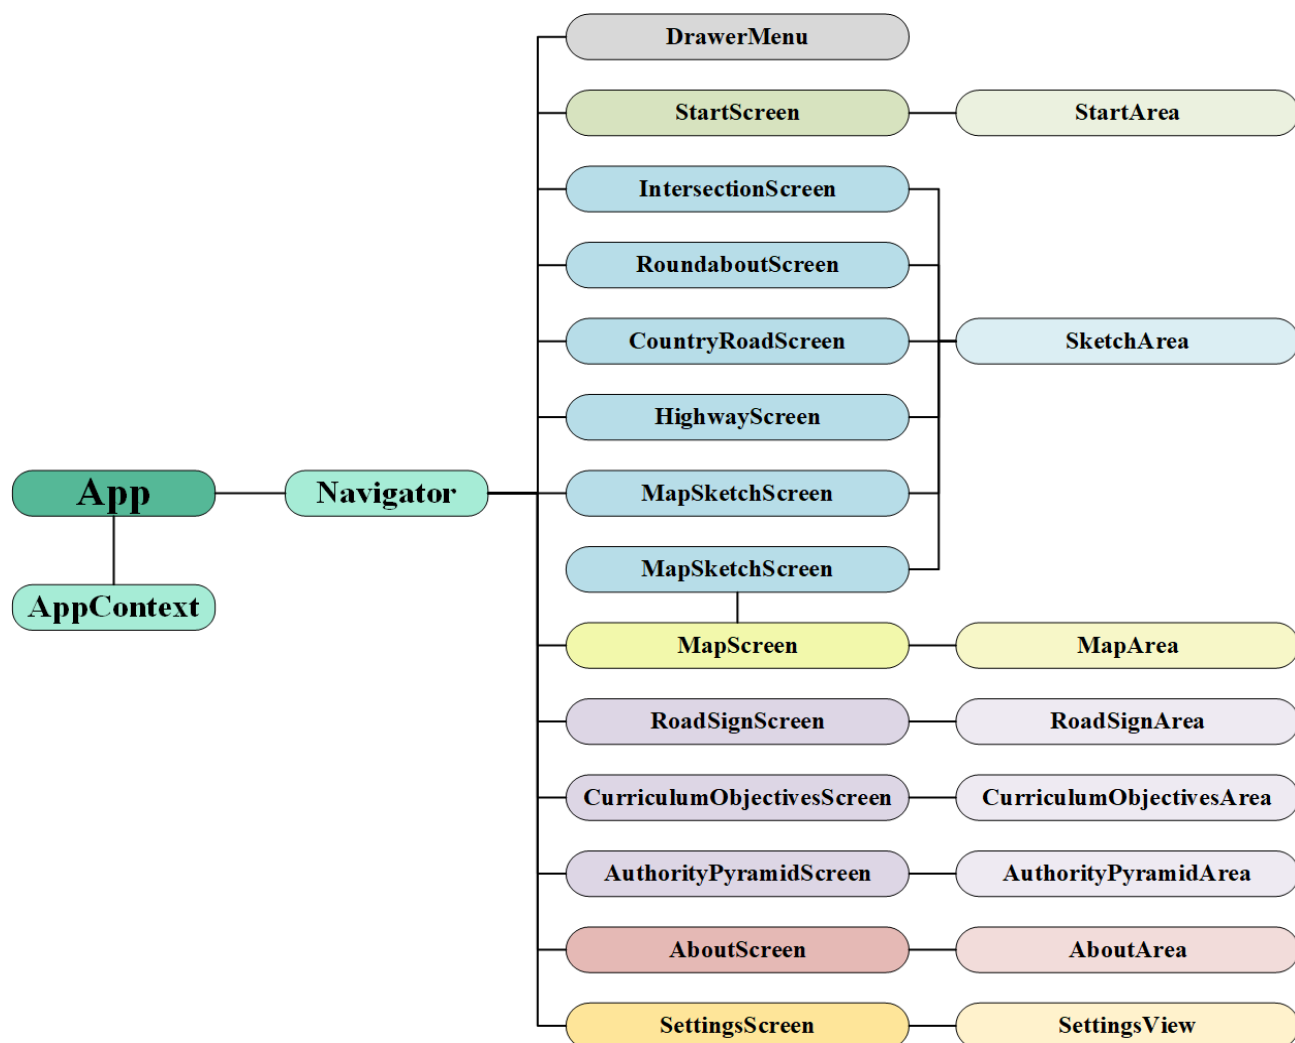 DrawerMenu
StartScreen
StartArea
IntersectionScreen
RoundaboutScreen
CountryRoadScreen
SketchArea
HighwayScreen
App
Navigator
MapSketchScreen
MapSketchScreen
AppContext
MapScreen
MapArea
RoadSignScreen
RoadSignArea
CurriculumObjectivesScreen
CurriculumObjectivesArea
AuthorityPyramidScreen
AuthorityPyramidArea
AboutScreen
AboutArea
SettingsScreen
SettingsView